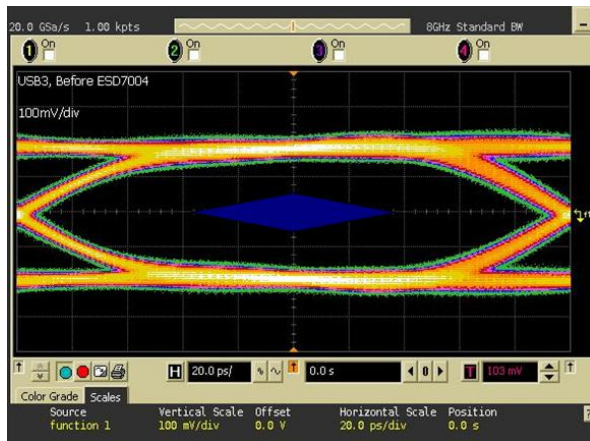 20.0 GSa/s 1.00 kpts 8GHz Standard BW
1 On 2 On 3 On 4 On
USB3, Before ESD7004
100mV/div
H 20.0 ps/ 0.0 s 0 T 103 mV
Color Grade Scales
Source Vertical Scale Offset Horizontal Scale Position
function 1 100 mV/div 0.0 V 20.0 ps/div 0.0 s